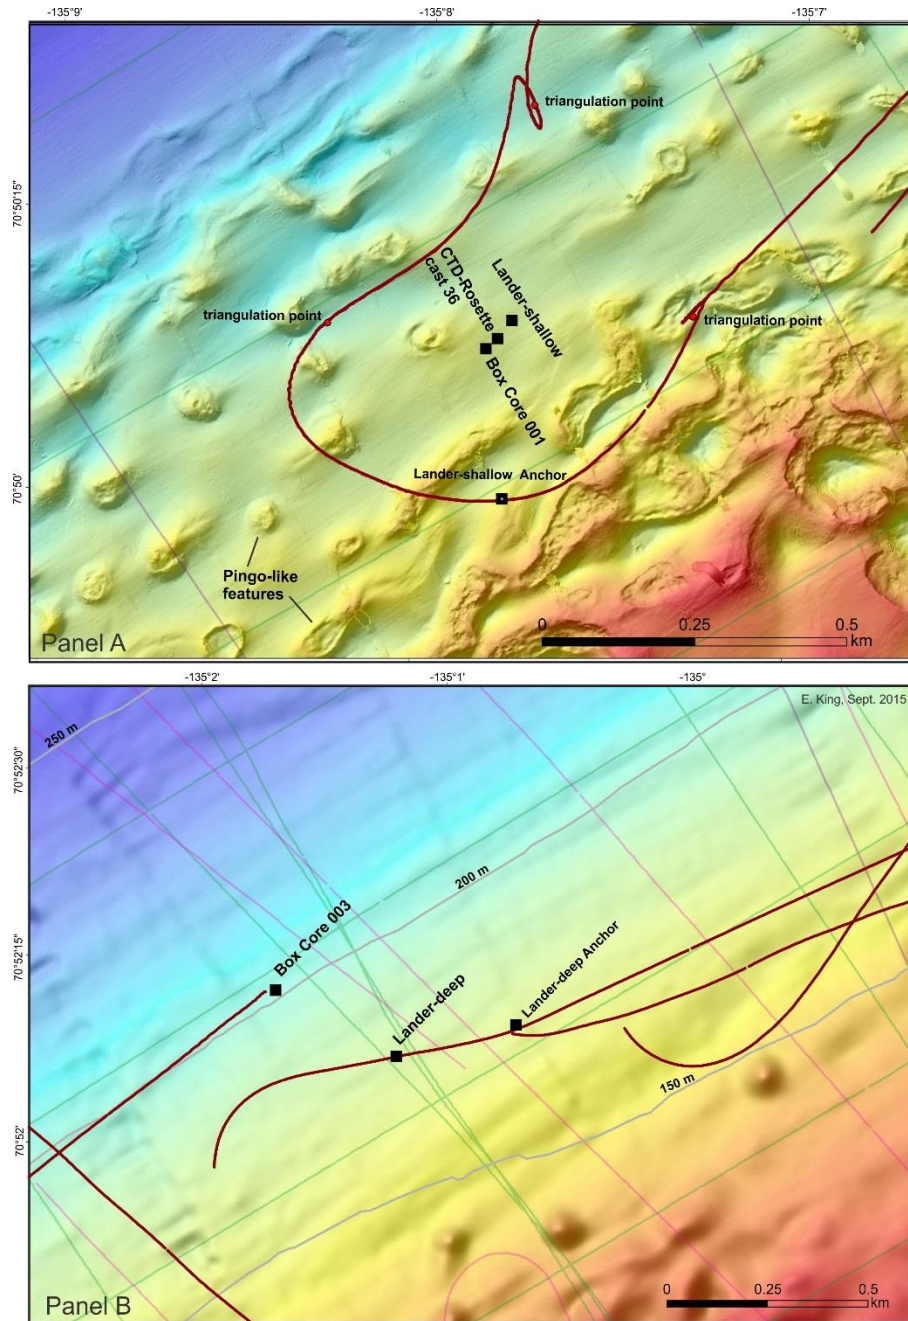 -135°9'
-135°8'
-135°7'
triangulation point
70°50'15"
CTD-Rosette
cast 36
Lander-shallow
triangulation point
triangulation point
Box Core 001
Lander-shallow Anchor
70°50'
Pingo-like
features
0
0.25
0.5
km
Panel A
-135°2'
-135°1'
-135°
E. King, Sept. 2015
250 m
70°52'30"
200 m
Box Core 003
70°52'15"
Lander-deep
Lander-deep Anchor
150 m
70°52'
0
0.25
0.5
km
Panel B